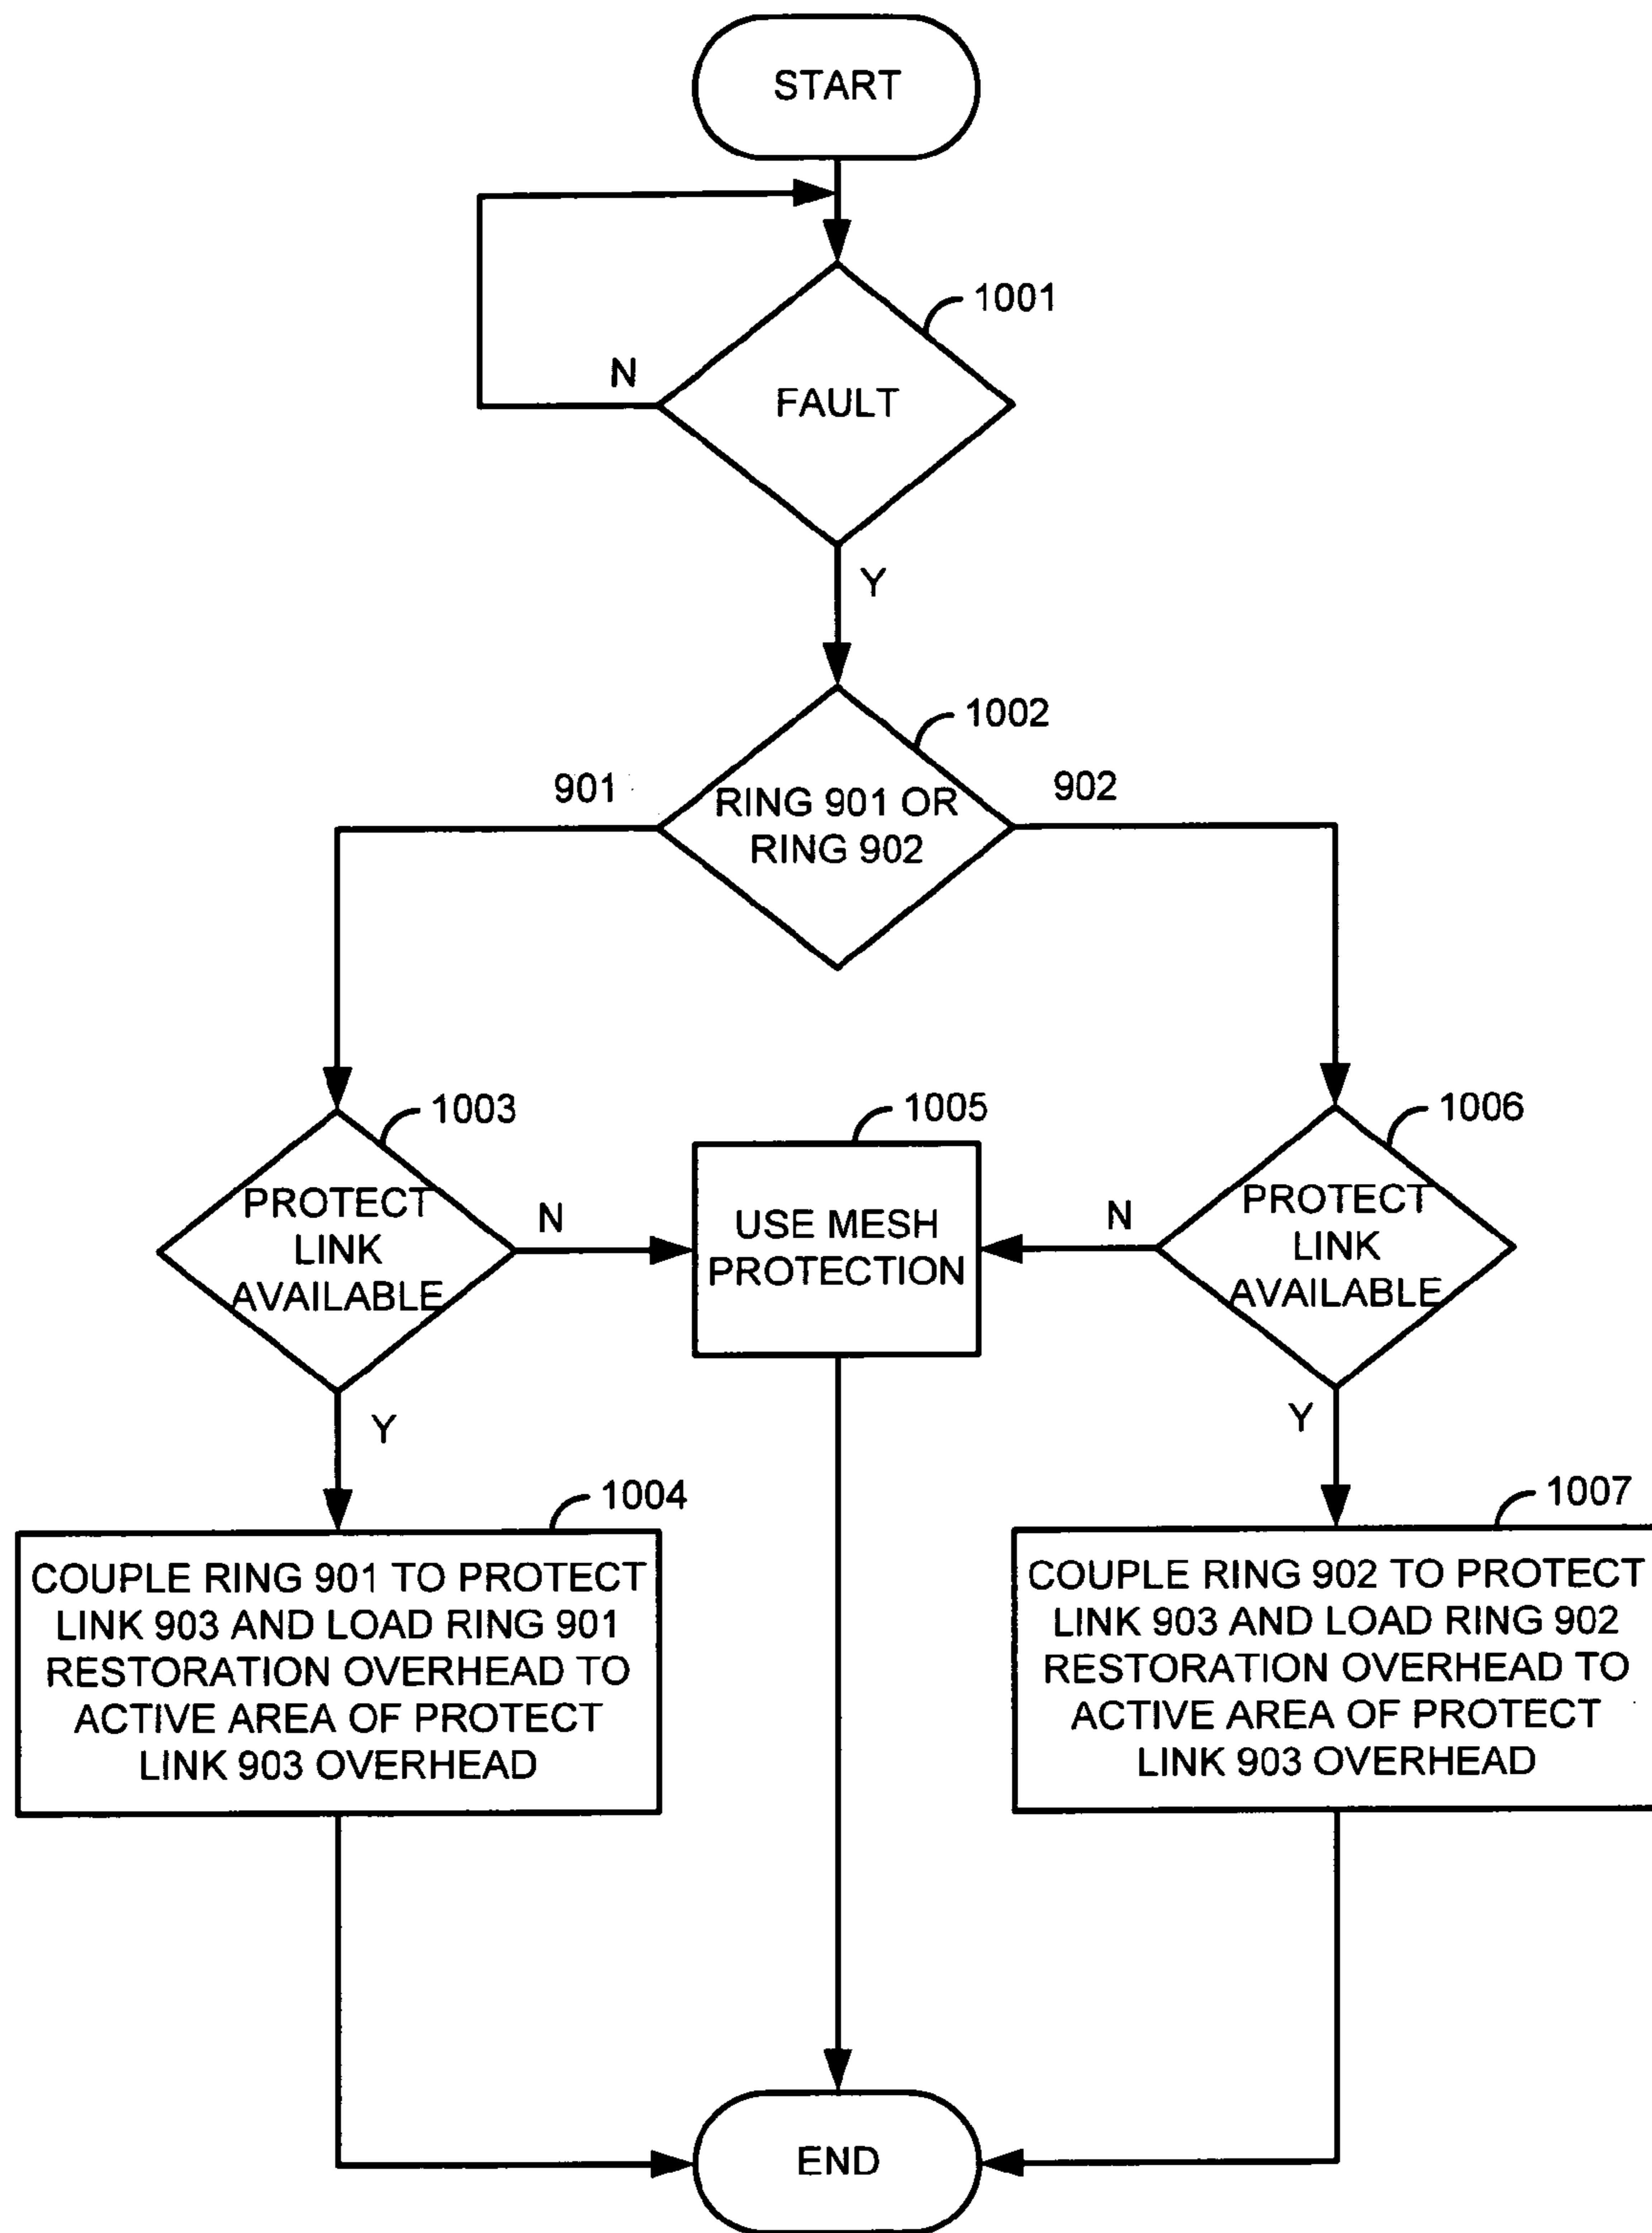 START
1001
N
FAULT
Y
1002
901
902
RING 901 OR
RING 902
1003
1005
1006
PROTECT
LINK
AVAILABLE
N
USE MESH
PROTECTION
N
PROTECT
LINK
AVAILABLE
Y
Y
1004
1007
COUPLE RING 901 TO PROTECT
LINK 903 AND LOAD RING 901
RESTORATION OVERHEAD TO
ACTIVE AREA OF PROTECT
LINK 903 OVERHEAD
COUPLE RING 902 TO PROTECT
LINK 903 AND LOAD RING 902
RESTORATION OVERHEAD TO
ACTIVE AREA OF PROTECT
LINK 903 OVERHEAD
END